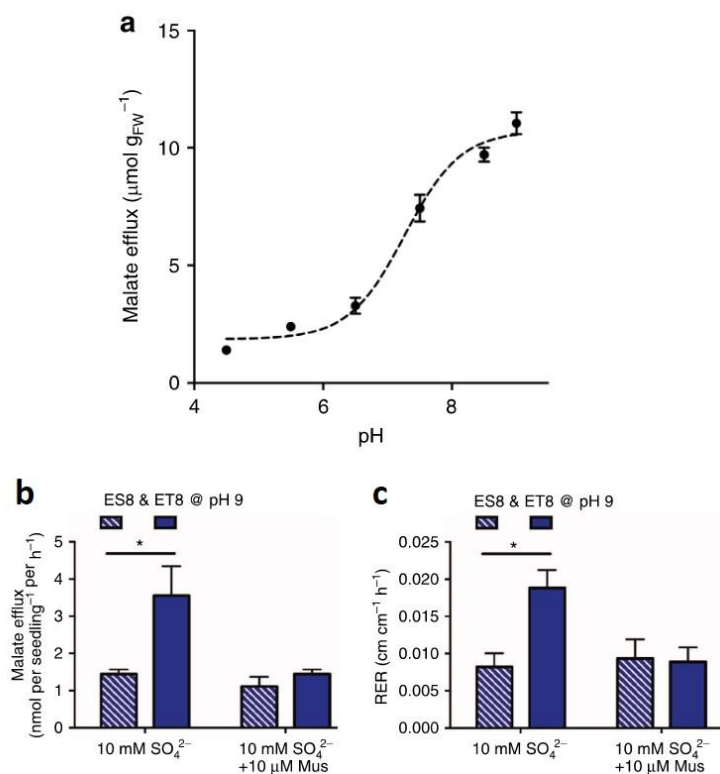 a
15
10
5
0
Malate efflux (μmol g_FW⁻¹)
4
6
8
pH
b
ES8 & ET8 @ pH 9
*
5
4
3
2
1
0
Malate efflux
(nmol per seedling⁻¹ per h⁻¹)
10 mM SO₄²⁻
10 mM SO₄²⁻
+10 μM Mus
c
ES8 & ET8 @ pH 9
*
0.025
0.020
0.015
0.010
0.005
0.000
RER (cm cm⁻¹ h⁻¹)
10 mM SO₄²⁻
10 mM SO₄²⁻
+10 μM Mus